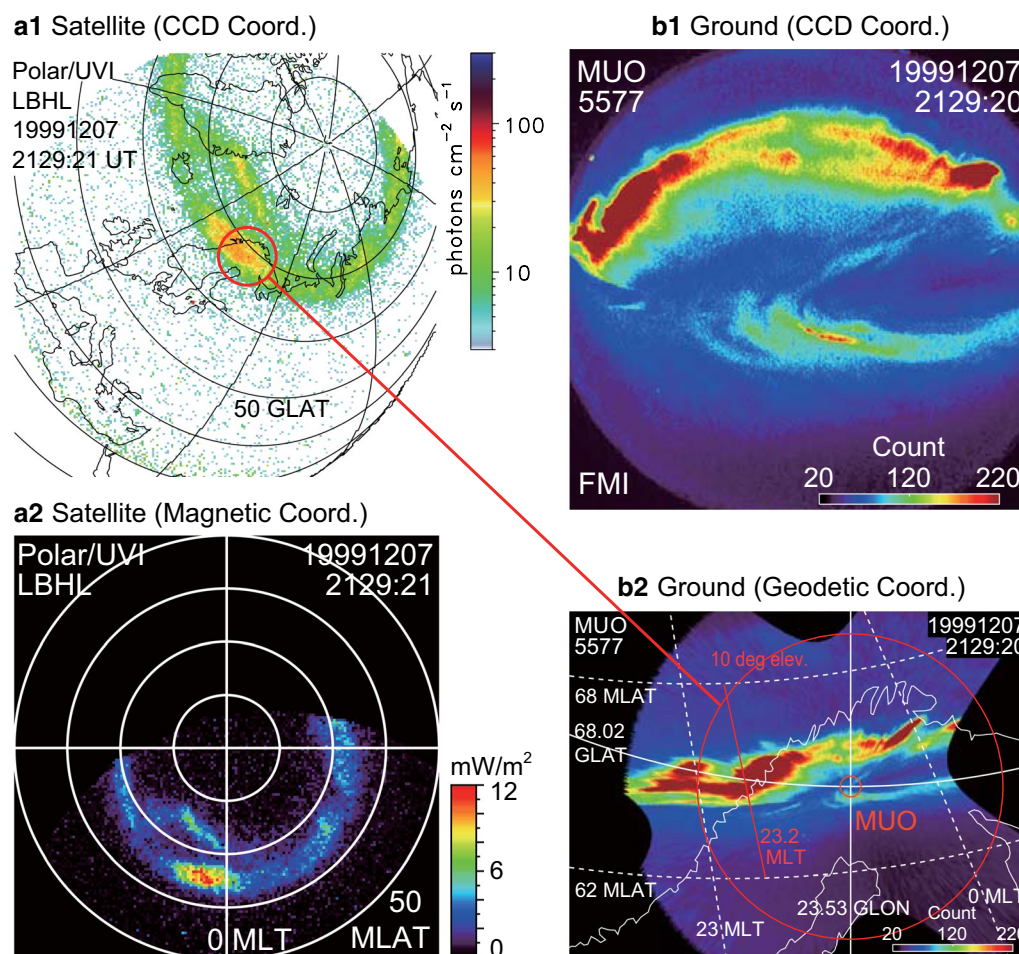 a1 Satellite (CCD Coord.)
Polar/UVI
LBHL
19991207
2129:21 UT
50 GLAT
100
10
photons cm⁻² s⁻¹
b1 Ground (CCD Coord.)
MUO
5577
19991207
2129:20
FMI
Count
20 120 220
a2 Satellite (Magnetic Coord.)
Polar/UVI
LBHL
19991207
2129:21
50
MLAT
0 MLT
mW/m²
12
6
0
b2 Ground (Geodetic Coord.)
MUO
5577
19991207
2129:20
10 deg elev.
68 MLAT
68.02
GLAT
MUO
23.2
MLT
62 MLAT
23 MLT
23.53 GLON
0 MLT
Count
20 120 220